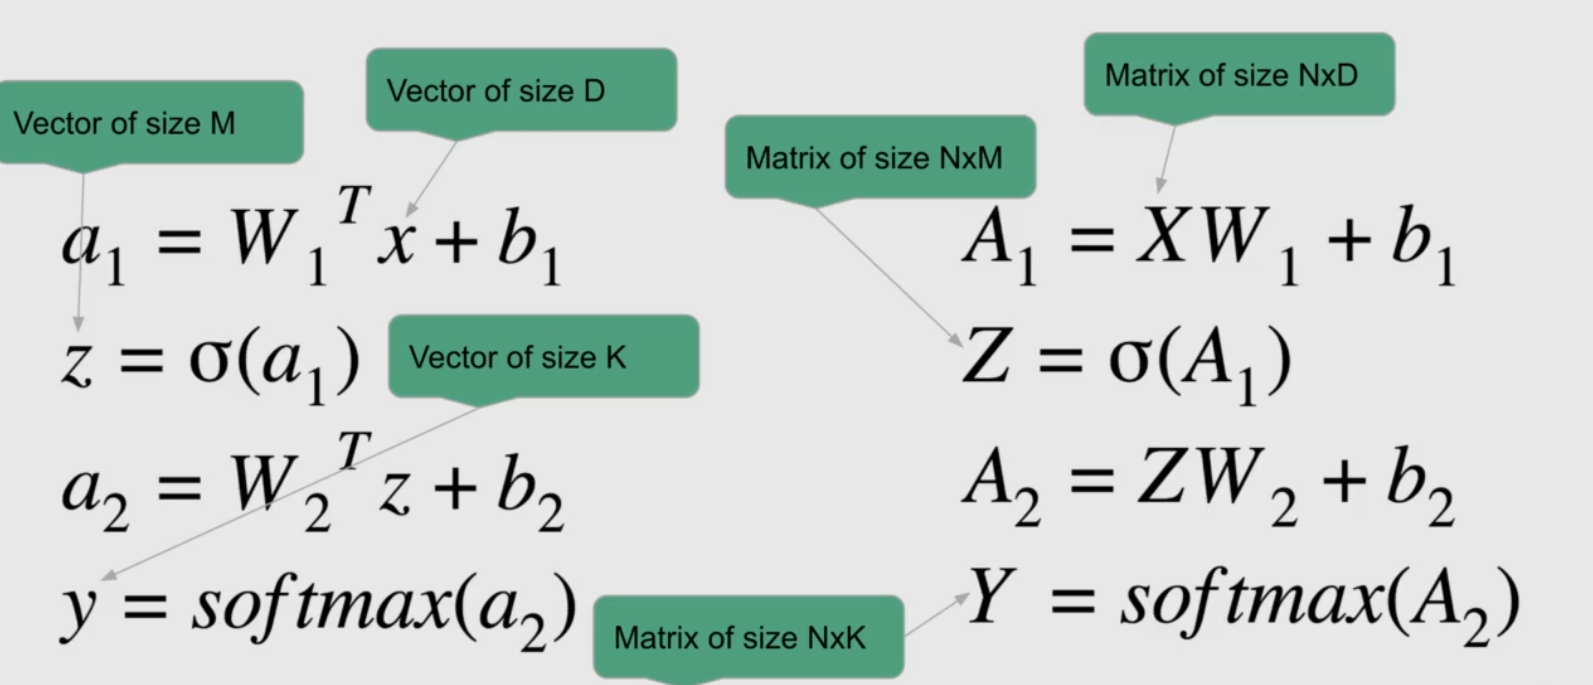 Vector of size M
Vector of size D
Matrix of size NxM
Matrix of size NxD
a₁ = W₁ᵀx + b₁
z = σ(a₁)
Vector of size K
a₂ = W₂ᵀz + b₂
y = softmax(a₂)
A₁ = XW₁ + b₁
Z = σ(A₁)
A₂ = ZW₂ + b₂
Matrix of size NxK
Y = softmax(A₂)